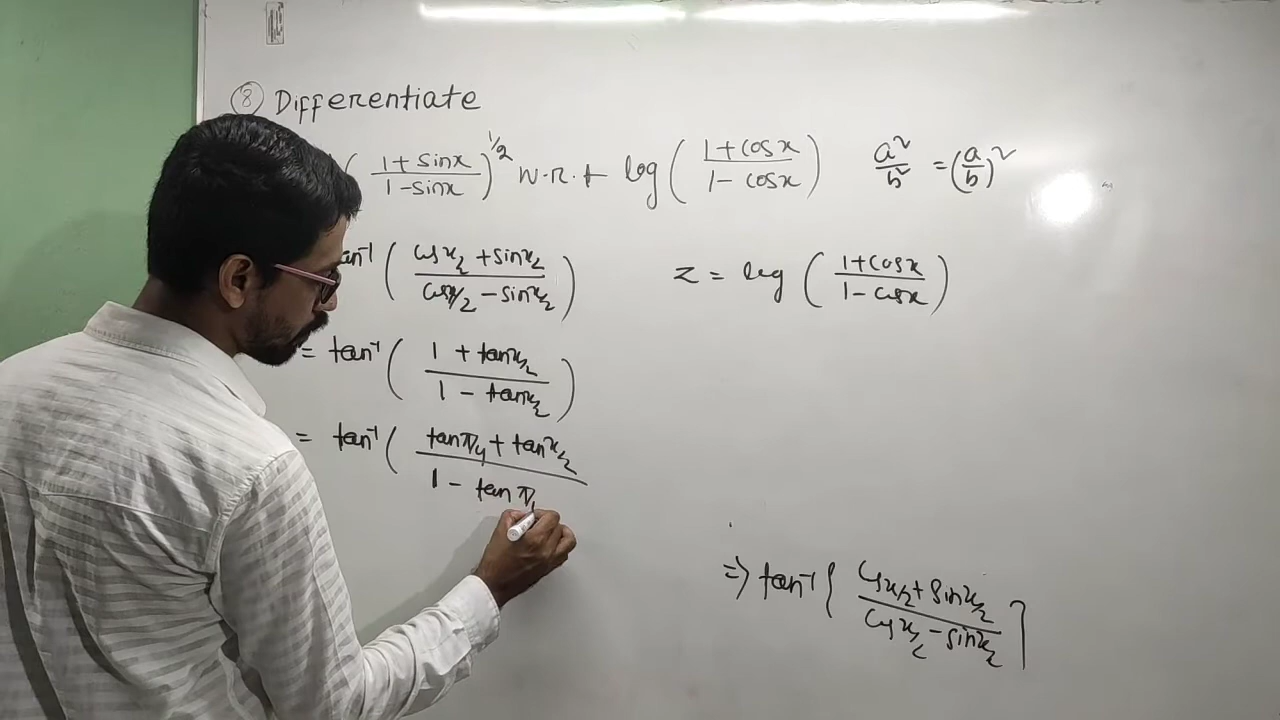 ⑧ Differentiate
(1+sinx / 1-sinx)^1/2 w.r.t log (1+cosx / 1-cosx) a²/b² = (a/b)²
tan⁻¹ (cosx/2 + sinx/2 / cosx/2 - sinx/2) z = log (1+cosx / 1-cosx)
= tan⁻¹ (1 + tanx/2 / 1 - tanx/2)
= tan⁻¹ (tanπ/4 + tanx/2 / 1 - tan π/
⇒ tan⁻¹ { cosx/2 + sinx/2 / cosx/2 - sinx/2 }